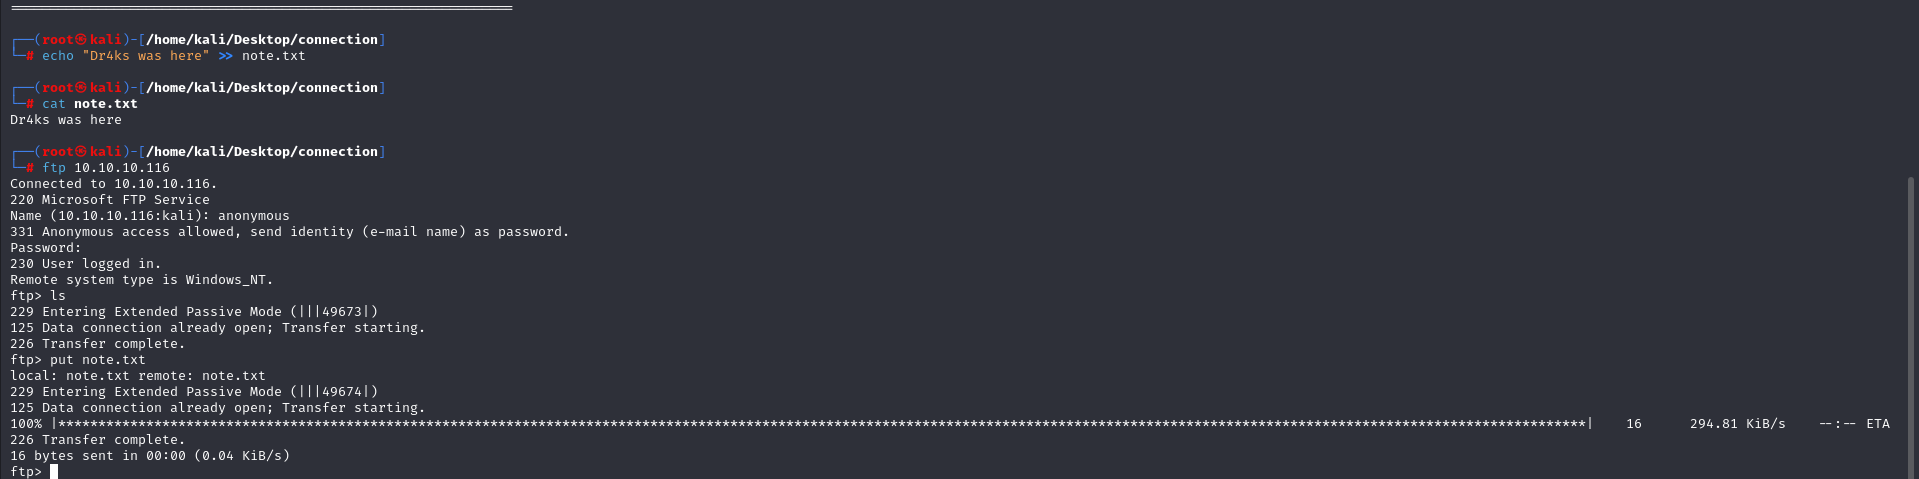 ┌──(root㉿kali)-[/home/kali/Desktop/connection]
└─# echo "Dr4ks was here" >> note.txt
┌──(root㉿kali)-[/home/kali/Desktop/connection]
└─# cat note.txt
Dr4ks was here
┌──(root㉿kali)-[/home/kali/Desktop/connection]
└─# ftp 10.10.10.116
Connected to 10.10.10.116.
220 Microsoft FTP Service
Name (10.10.10.116:kali): anonymous
331 Anonymous access allowed, send identity (e-mail name) as password.
Password:
230 User logged in.
Remote system type is Windows_NT.
ftp> ls
229 Entering Extended Passive Mode (|||49673|)
125 Data connection already open; Transfer starting.
226 Transfer complete.
ftp> put note.txt
local: note.txt remote: note.txt
229 Entering Extended Passive Mode (|||49674|)
125 Data connection already open; Transfer starting.
100% |***********************************************************************************************************************************************************************************************| 16 294.81 KiB/s --:-- ETA
226 Transfer complete.
16 bytes sent in 00:00 (0.04 KiB/s)
ftp>